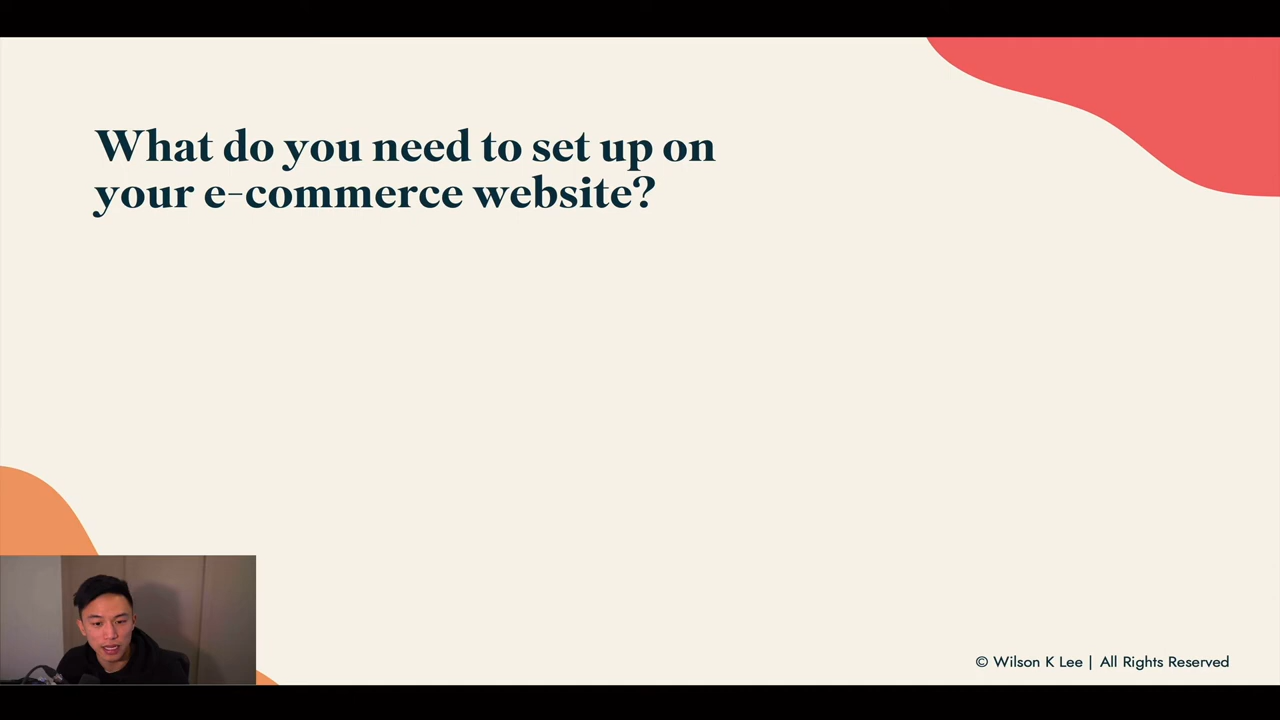 What do you need to set up on
your e-commerce website?
© Wilson K Lee | All Rights Reserved